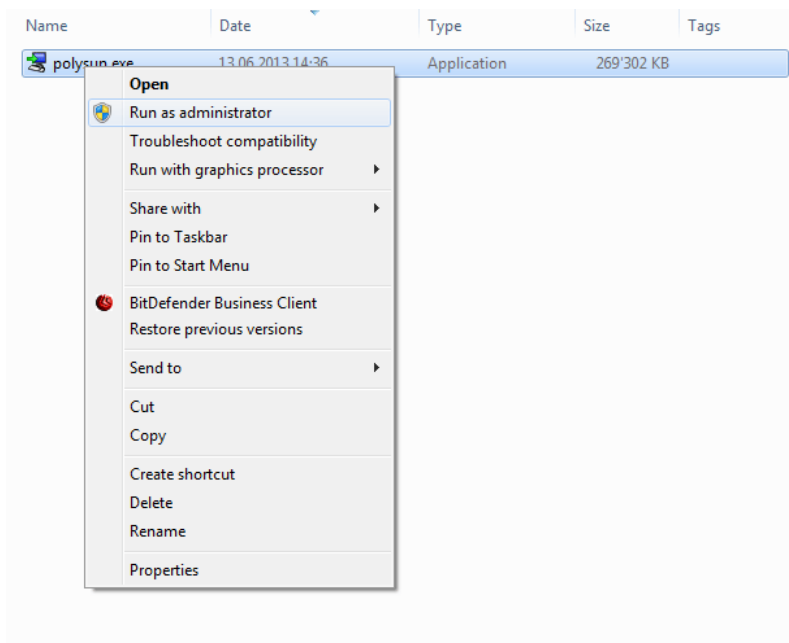 Name Date Type Size Tags
polysun.exe 13.06.2013 14:36 Application 269'302 KB
Open
Run as administrator
Troubleshoot compatibility
Run with graphics processor
Share with
Pin to Taskbar
Pin to Start Menu
BitDefender Business Client
Restore previous versions
Send to
Cut
Copy
Create shortcut
Delete
Rename
Properties